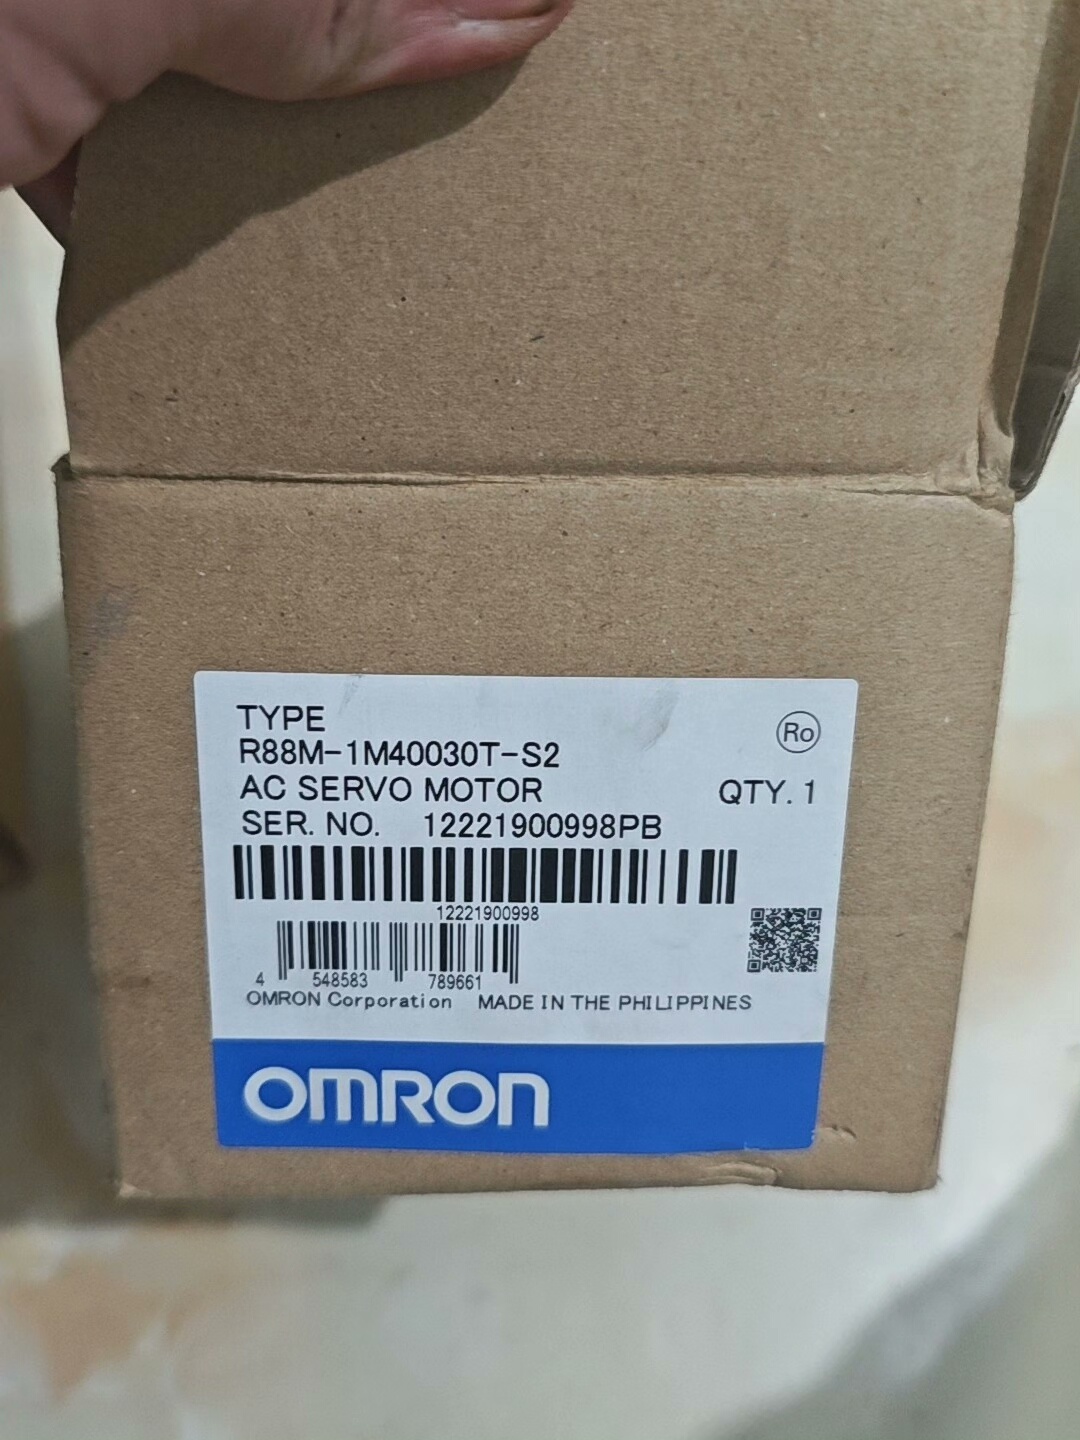 TYPE
Ro
R88M-1M40030T-S2
AC SERVO MOTOR QTY. 1
SER. NO. 12221900998PB
12221900998
4 548583 789661
OMRON Corporation MADE IN THE PHILIPPINES
OMRON